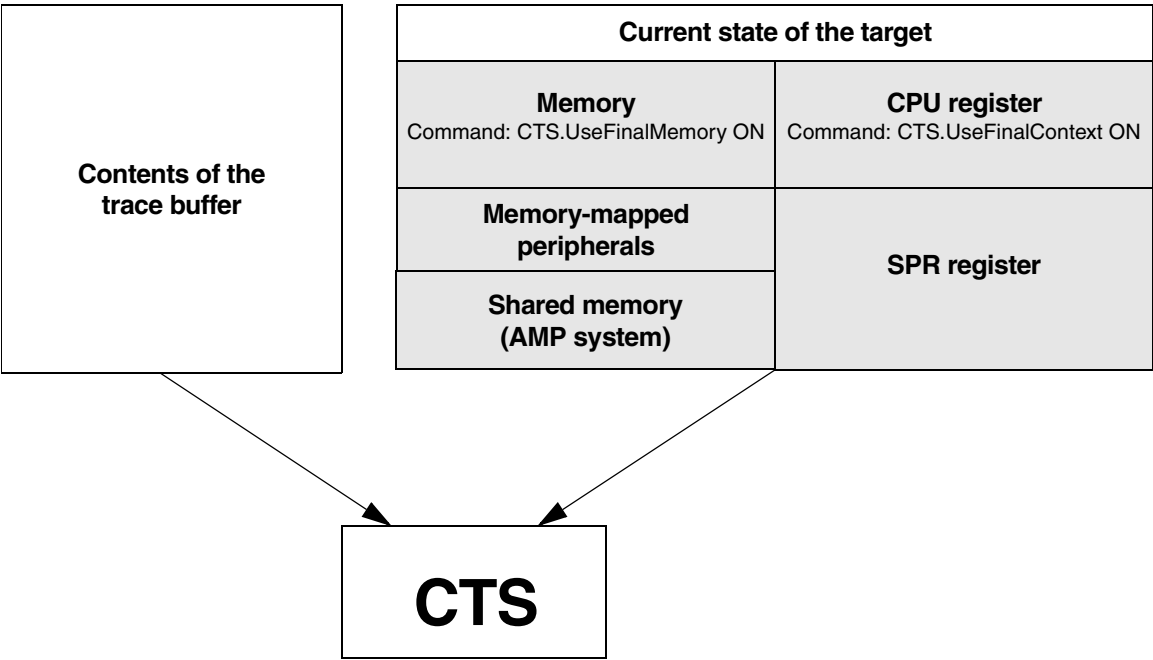 Contents of the
trace buffer
Current state of the target
Memory
Command: CTS.UseFinalMemory ON
CPU register
Command: CTS.UseFinalContext ON
Memory-mapped
peripherals
SPR register
Shared memory
(AMP system)
CTS